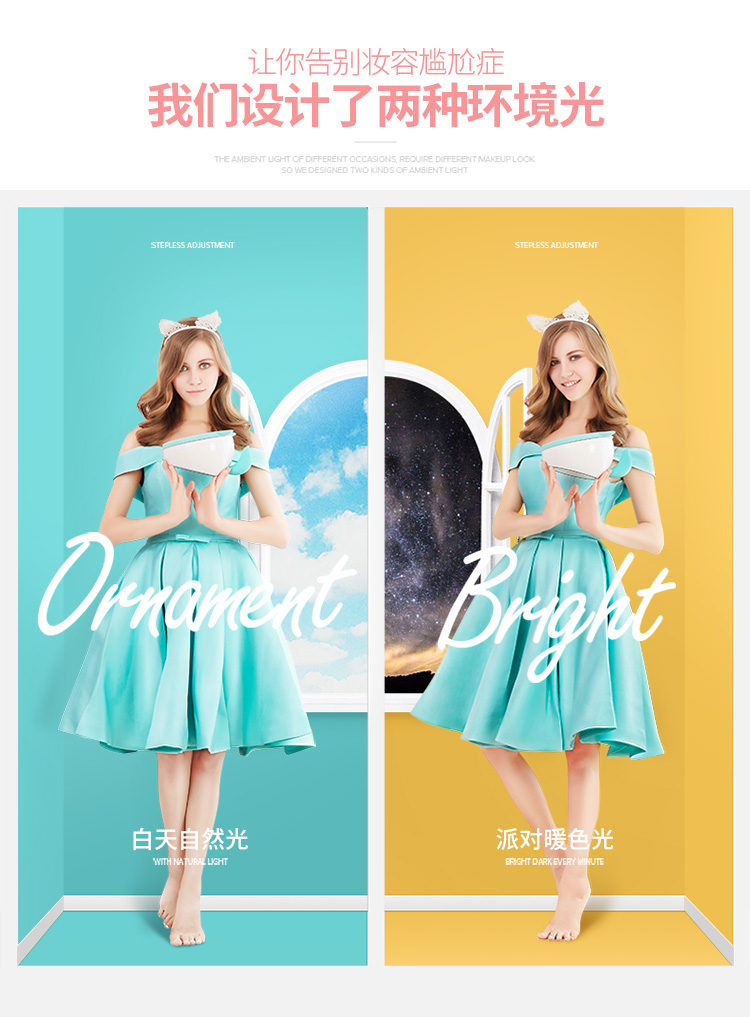 让你告别妆容尴尬症
我们设计了两种环境光
THE AMBIENT LIGHT OF DIFFERENT OCCASIONS, REQUIRE DIFFERENT MAKEUP LOOK
SO WE DESIGNED TWO KINDS OF AMBIENT LIGHT
STEPLESS ADJUSTMENT
Ornament
白天自然光
WITH NATURAL LIGHT
STEPLESS ADJUSTMENT
Bright
派对暖色光
BRIGHT DARK EVERY MINUTE